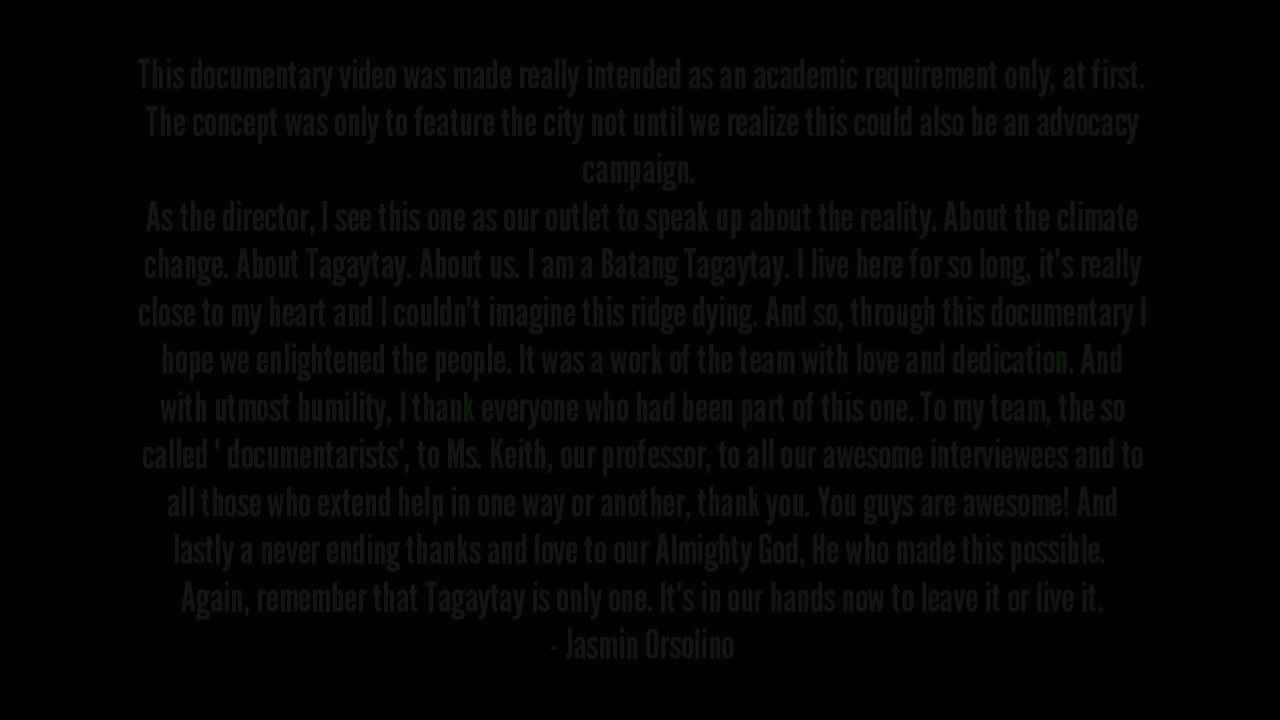 This documentary video was made really intended as an academic requirement only, at first.
The concept was only to feature the city not until we realize this could also be an advocacy
campaign.
As the director, I see this one as our outlet to speak up about the reality. About the climate
change. About Tagaytay. About us. I am a Batang Tagaytay. I live here for so long, it's really
close to my heart and I couldn't imagine this ridge dying. And so, through this documentary I
hope we enlightened the people. It was a work of the team with love and dedication. And
with utmost humility, I thank everyone who had been part of this one. To my team, the so
called ' documentarists', to Ms. Keith, our professor, to all our awesome interviewees and to
all those who extend help in one way or another, thank you. You guys are awesome! And
lastly a never ending thanks and love to our Almighty God, He who made this possible.
Again, remember that Tagaytay is only one. It's in our hands now to leave it or live it.
- Jasmin Orsolino